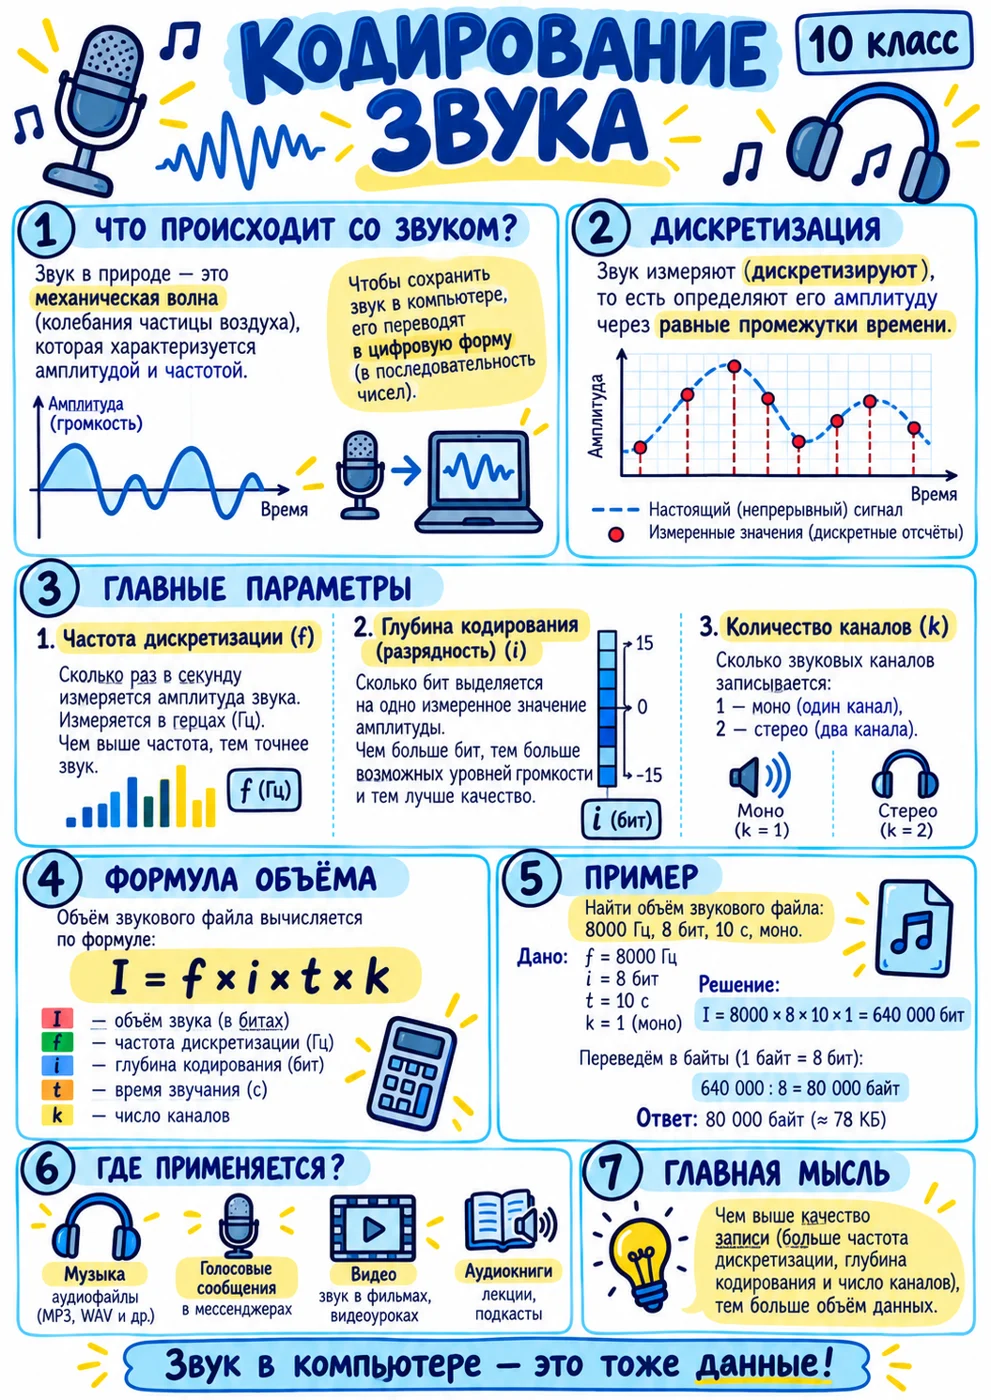 КОДИРОВАНИЕ
ЗВУКА
10 класс
1 ЧТО ПРОИСХОДИТ СО ЗВУКОМ?
Звук в природе — это
механическая волна
(колебания частицы воздуха),
которая характеризуется
амплитудой и частотой.
Чтобы сохранить
звук в компьютере,
его переводят
в цифровую форму
(в последовательность
чисел).
Амплитуда
(громкость)
Время
2 ДИСКРЕТИЗАЦИЯ
Звук измеряют (дискретизируют),
то есть определяют его амплитуду
через равные промежутки времени.
Амплитуда
Время
Настоящий (непрерывный) сигнал
Измеренные значения (дискретные отсчёты)
3 ГЛАВНЫЕ ПАРАМЕТРЫ
1. Частота дискретизации (f)
Сколько раз в секунду
измеряется амплитуда звука.
Измеряется в герцах (Гц).
Чем выше частота, тем точнее
звук.
f (Гц)
2. Глубина кодирования
(разрядность) (i)
Сколько бит выделяется
на одно измеренное значение
амплитуды.
Чем больше бит, тем больше
возможных уровней громкости
и тем лучше качество.
15
0
-15
i (бит)
3. Количество каналов (k)
Сколько звуковых каналов
записывается:
1 — моно (один канал),
2 — стерео (два канала).
Моно
(k = 1)
Стерео
(k = 2)
4 ФОРМУЛА ОБЪЁМА
Объём звукового файла вычисляется
по формуле:
I = f × i × t × k
I — объём звука (в битах)
f — частота дискретизации (Гц)
i — глубина кодирования (бит)
t — время звучания (с)
k — число каналов
5 ПРИМЕР
Найти объём звукового файла:
8000 Гц, 8 бит, 10 с, моно.
Дано: f = 8000 Гц
i = 8 бит
t = 10 с
k = 1 (моно)
Решение:
I = 8000 × 8 × 10 × 1 = 640 000 бит
Переведём в байты (1 байт = 8 бит):
640 000 : 8 = 80 000 байт
Ответ: 80 000 байт (≈ 78 КБ)
6 ГДЕ ПРИМЕНЯЕТСЯ?
Музыка
аудиофайлы
(MP3, WAV и др.)
Голосовые
сообщения
в мессенджерах
Видео
звук в фильмах,
видеоуроках
Аудиокниги
лекции,
подкасты
7 ГЛАВНАЯ МЫСЛЬ
Чем выше качество
записи (больше частота
дискретизации, глубина
кодирования и число каналов),
тем больше объём данных.
Звук в компьютере — это тоже данные!